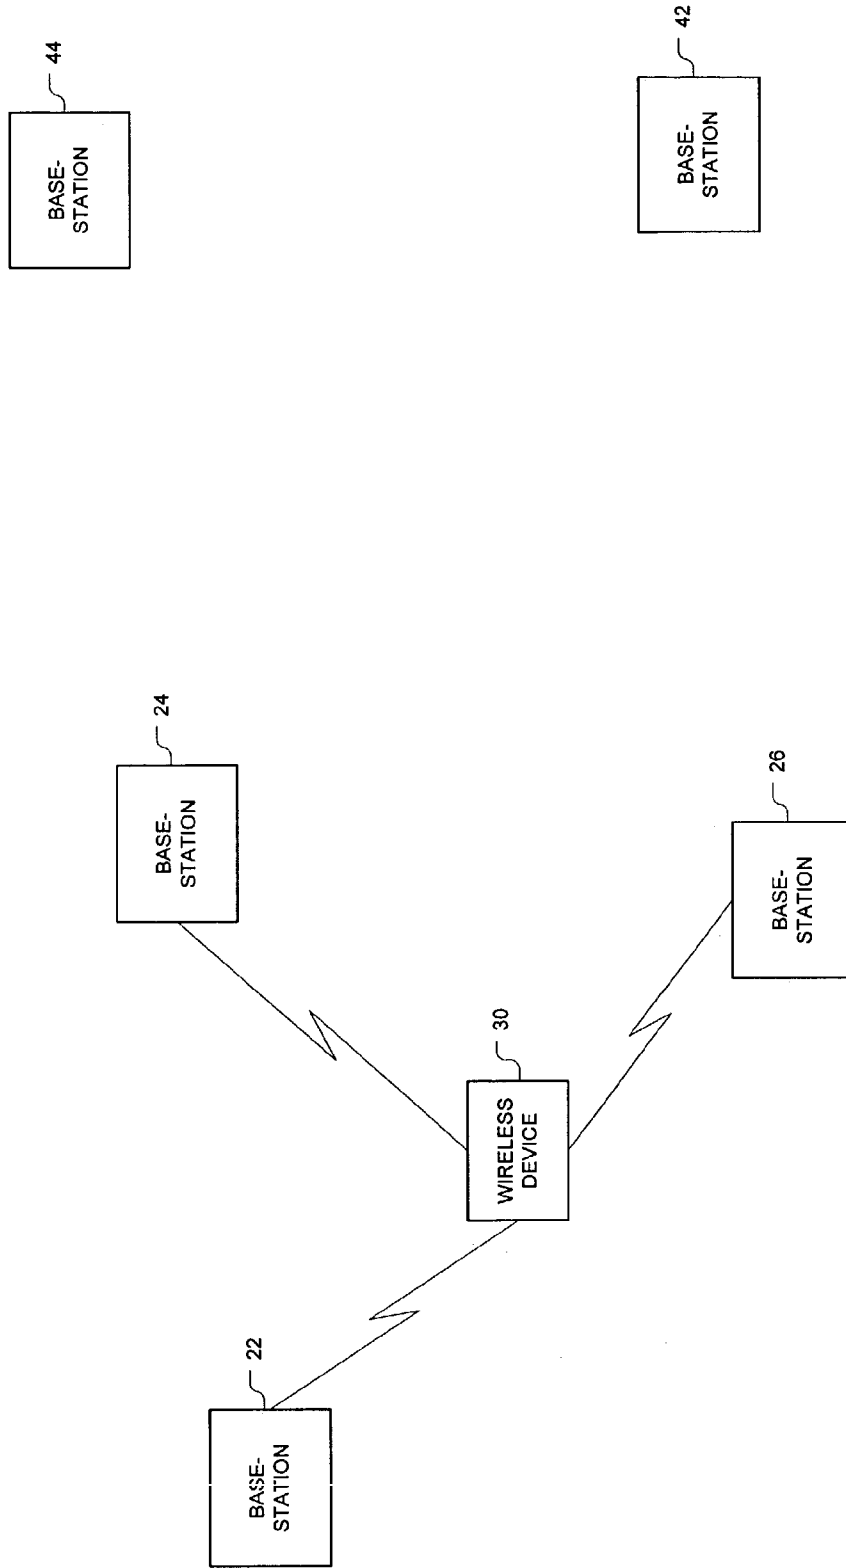 BASE-
STATION
22
BASE-
STATION
24
BASE-
STATION
44
WIRELESS
DEVICE
30
BASE-
STATION
26
BASE-
STATION
42